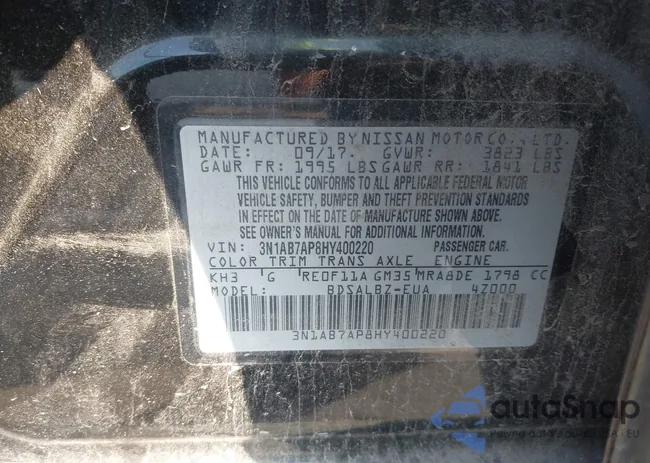 MANUFACTURED BY NISSAN MOTOR CO., LTD.
DATE: 09/17. GVWR: 3823 LBS
GAWR FR: 1995 LBS GAWR RR: 1841 LBS
THIS VEHICLE CONFORMS TO ALL APPLICABLE FEDERAL MOTOR
VEHICLE SAFETY, BUMPER AND THEFT PREVENTION STANDARDS
IN EFFECT ON THE DATE OF MANUFACTURE SHOWN ABOVE.
SEE OWNER'S MANUAL FOR ADDITIONAL INFORMATION.
VIN: 3N1AB7AP8HY400220 PASSENGER CAR.
COLOR TRIM TRANS AXLE ENGINE
KH3 G RE0F11A GM35 MRA8DE 1798 CC
MODEL: BDSALBZ-EUA 4Z000
3N1AB7AP8HY400220
autoSnap